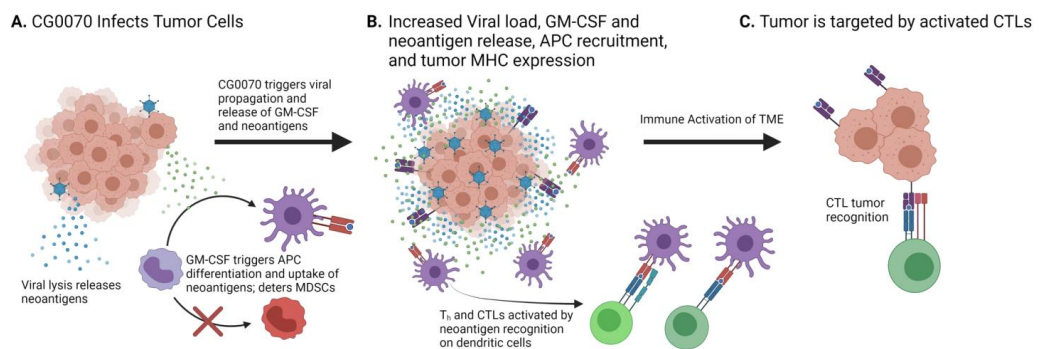 A. CG0070 Infects Tumor Cells
CG0070 triggers viral
propagation and
release of GM-CSF
and neoantigens
GM-CSF triggers APC
differentiation and uptake of
neoantigens; deters MDSCs
Viral lysis releases
neoantigens
B. Increased Viral load, GM-CSF and
neoantigen release, APC recruitment,
and tumor MHC expression
Immune Activation of TME
Th and CTLs activated by
neoantigen recognition
on dendritic cells
C. Tumor is targeted by activated CTLs
CTL tumor
recognition